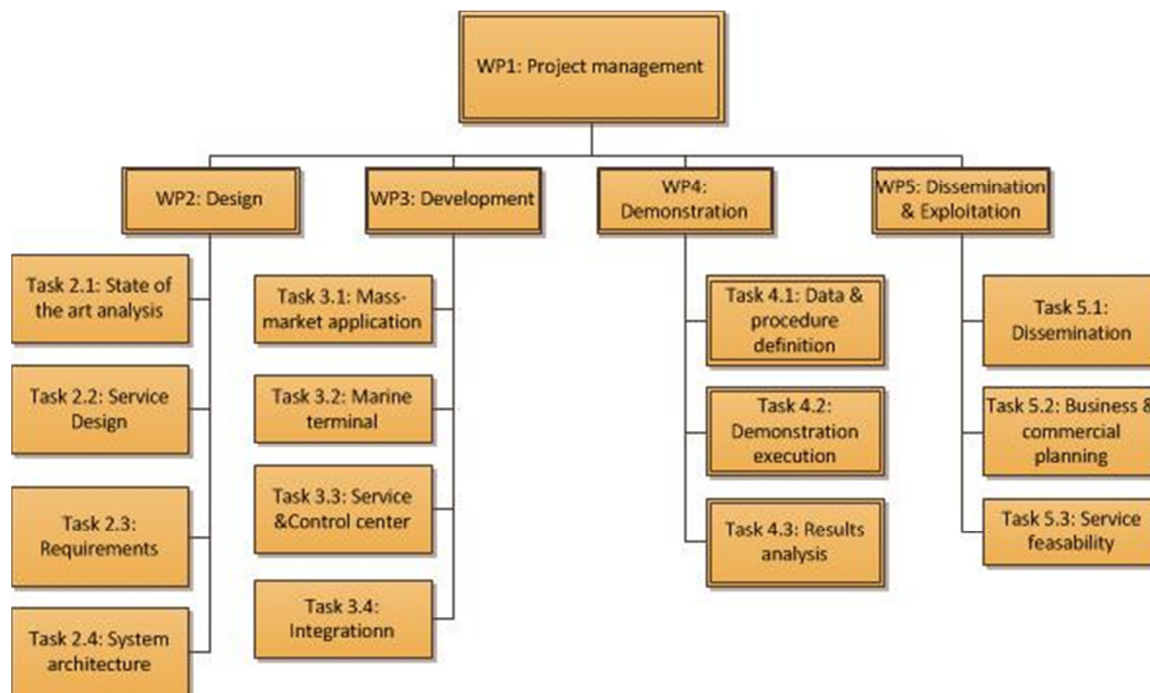 WP1: Project management
WP2: Design
WP3: Development
WP4:
Demonstration
WP5: Dissemination
& Exploitation
Task 2.1: State of
the art analysis
Task 2.2: Service
Design
Task 2.3:
Requirements
Task 2.4: System
architecture
Task 3.1: Mass-
market application
Task 3.2: Marine
terminal
Task 3.3: Service
&Control center
Task 3.4:
Integrationn
Task 4.1: Data &
procedure
definition
Task 4.2:
Demonstration
execution
Task 4.3: Results
analysis
Task 5.1:
Dissemination
Task 5.2: Business &
commercial
planning
Task 5.3: Service
feasability